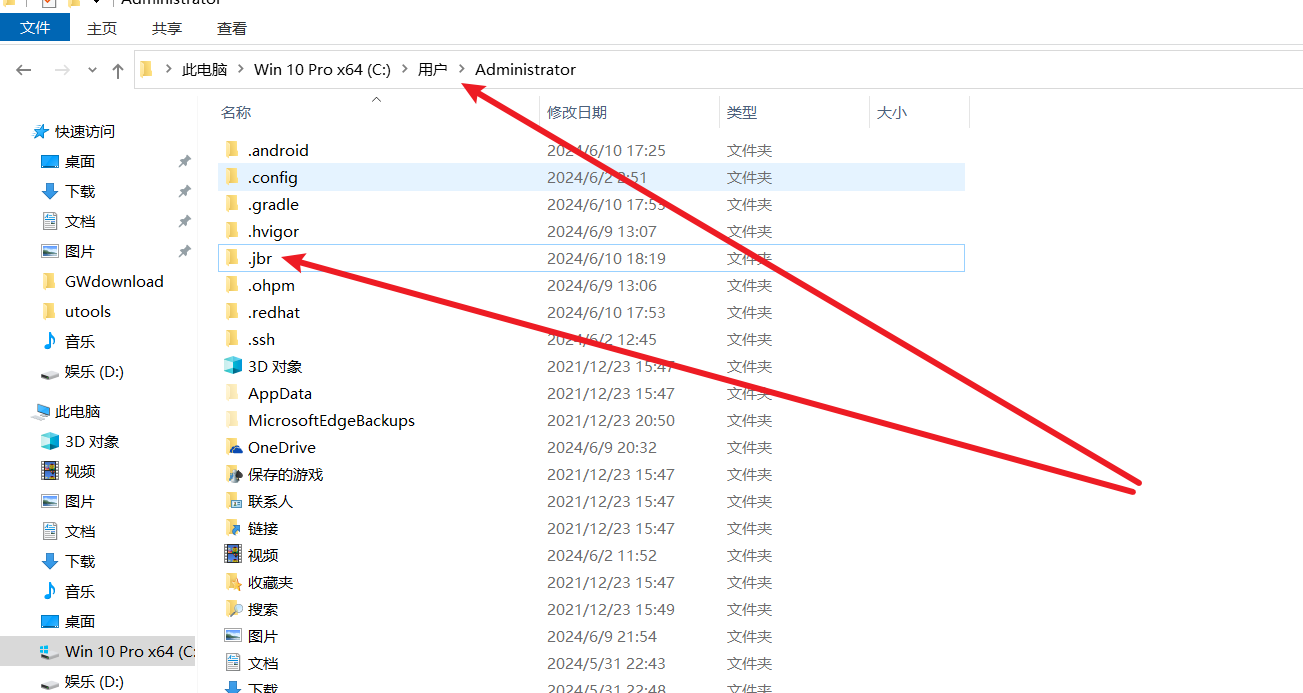 Administrator
文件 主页 共享 查看
此电脑 Win 10 Pro x64 (C:) 用户 Administrator
名称 修改日期 类型 大小
快速访问
桌面
下载
文档
图片
GWdownload
utools
音乐
娱乐 (D:)
此电脑
3D 对象
视频
图片
文档
下载
音乐
桌面
Win 10 Pro x64 (C:
娱乐 (D:)
.android 2024/6/10 17:25 文件夹
.config 2024/6/2 2:51 文件夹
.gradle 2024/6/10 17:53 文件夹
.hvigor 2024/6/9 13:07 文件夹
.jbr 2024/6/10 18:19 文件夹
.ohpm 2024/6/9 13:06 文件夹
.redhat 2024/6/10 17:53 文件夹
.ssh 2024/6/2 12:45 文件夹
3D 对象 2021/12/23 15:47 文件夹
AppData 2021/12/23 15:47 文件夹
MicrosoftEdgeBackups 2021/12/23 20:50 文件夹
OneDrive 2024/6/9 20:32 文件夹
保存的游戏 2021/12/23 15:47 文件夹
联系人 2021/12/23 15:47 文件夹
链接 2021/12/23 15:47 文件夹
视频 2024/6/2 11:52 文件夹
收藏夹 2021/12/23 15:47 文件夹
搜索 2021/12/23 15:49 文件夹
图片 2024/6/9 21:54 文件夹
文档 2024/5/31 22:43 文件夹
下载 2024/5/31 22:48 文件夹